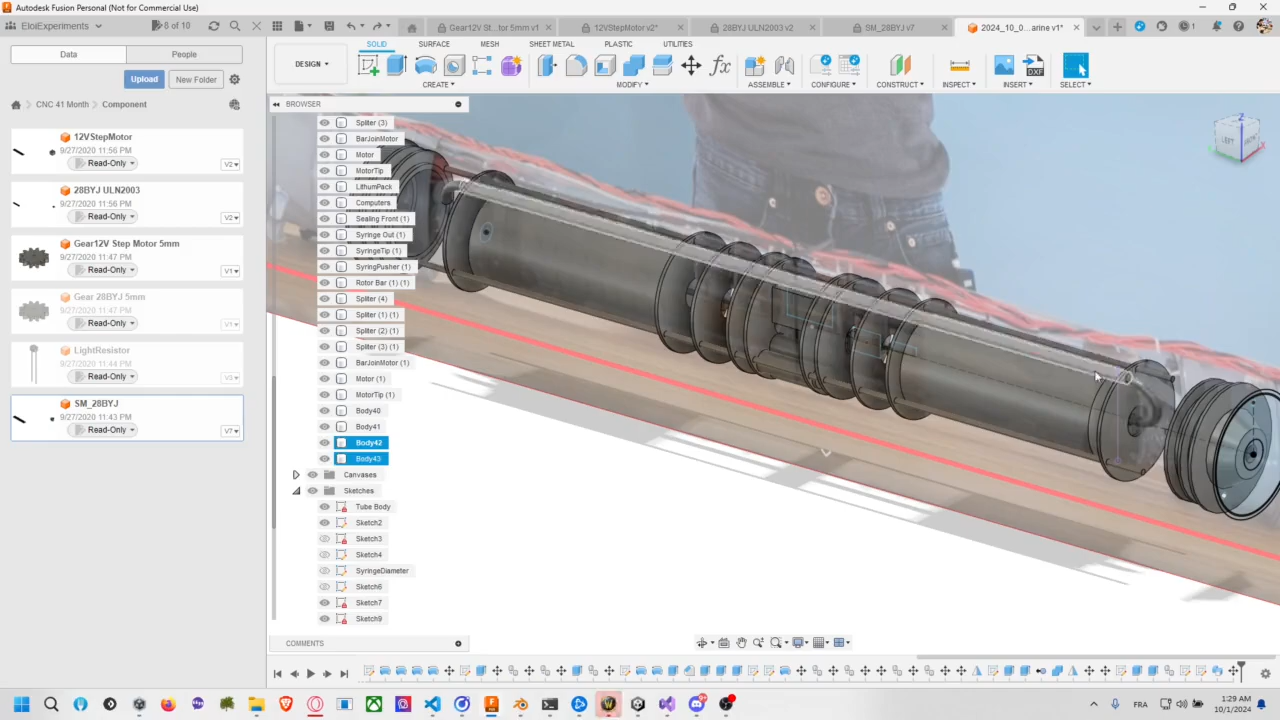 Autodesk Fusion Personal (Not for Commercial Use)
EloiExperiments
8 of 10
Gear12V St... tor 5mm v1
12VStepMotor v2*
28BYJ ULN2003 v2
SM_28BYJ v7
2024_10_0...arine v1*
1
Data
People
Upload
New Folder
CNC 41 Month
Component
12VStepMotor
9/27/2020 11:56 PM
Read-Only
V2
28BYJ ULN2003
9/27/2020 11:56 PM
Read-Only
V2
Gear12V Step Motor 5mm
9/27/2020 11:47 PM
Read-Only
V1
Gear 28BYJ 5mm
9/27/2020 11:47 PM
Read-Only
V1
LightResistor
9/27/2020 11:44 PM
Read-Only
V3
SM_28BYJ
9/27/2020 11:43 PM
Read-Only
V7
DESIGN
SOLID
SURFACE
MESH
SHEET METAL
PLASTIC
UTILITIES
CREATE
MODIFY
ASSEMBLE
CONFIGURE
CONSTRUCT
INSPECT
INSERT
SELECT
BROWSER
Spliter (3)
BarJoinMotor
Motor
MotorTip
LithumPack
Computers
Sealing Front (1)
Syringe Out (1)
SyringeTip (1)
SyringPusher (1)
Rotor Bar (1) (1)
Spliter (4)
Spliter (1) (1)
Spliter (2) (1)
Spliter (3) (1)
BarJoinMotor (1)
Motor (1)
MotorTip (1)
Body40
Body41
Body42
Body43
Canvases
Sketches
Tube Body
Sketch2
Sketch3
Sketch4
SyringeDiameter
Sketch6
Sketch7
Sketch9
COMMENTS
FRA
1:29 AM
10/1/2024